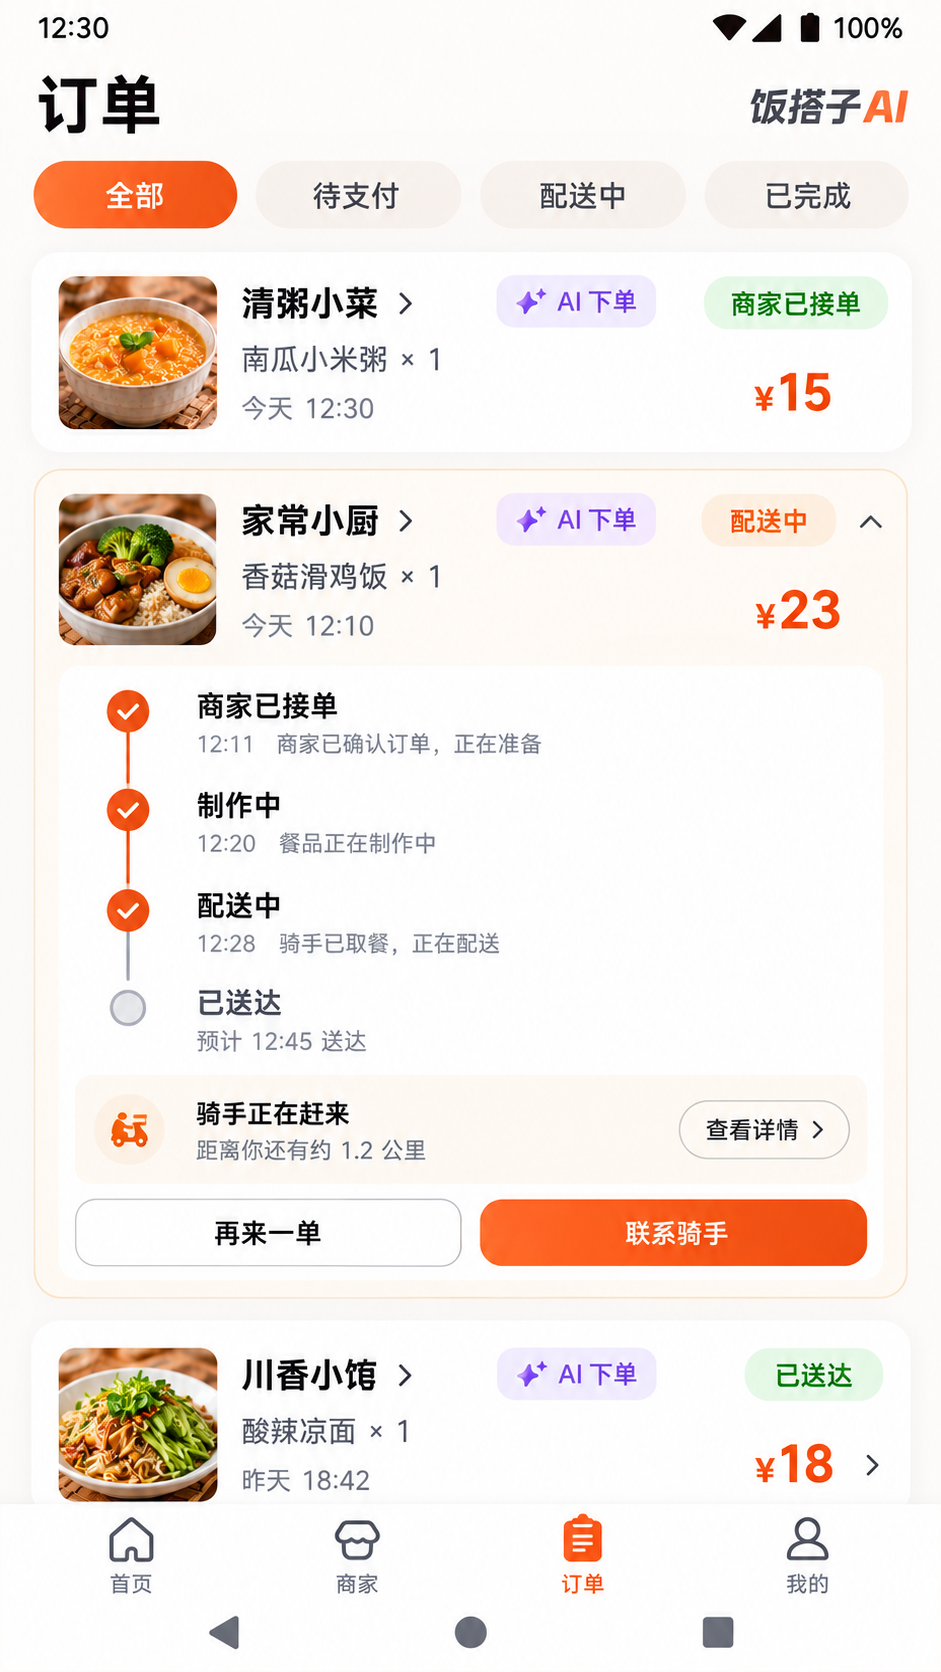 12:30 100%
订单 饭搭子AI
全部 待支付 配送中 已完成
清粥小菜 AI 下单 商家已接单
南瓜小米粥 × 1
¥15
今天 12:30
家常小厨 AI 下单 配送中
香菇滑鸡饭 × 1
¥23
今天 12:10
商家已接单
12:11 商家已确认订单，正在准备
制作中
12:20 餐品正在制作中
配送中
12:28 骑手已取餐，正在配送
已送达
预计 12:45 送达
骑手正在赶来
距离你还有约 1.2 公里
查看详情
再来一单 联系骑手
川香小馆 AI 下单 已送达
酸辣凉面 × 1
¥18
昨天 18:42
首页 商家 订单 我的